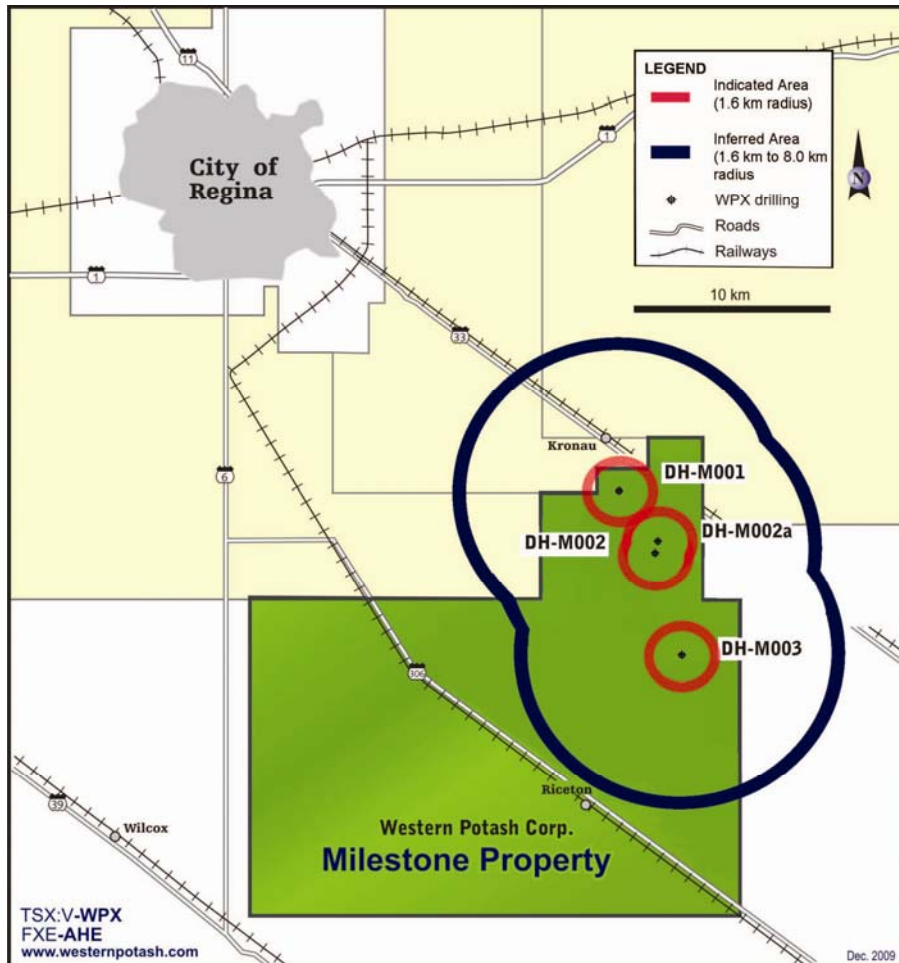 11
City of
Regina
1
LEGEND
Indicated Area
(1.6 km radius)
Inferred Area
(1.6 km to 8.0 km
radius
WPX drilling
Roads
Railways
N
10 km
1
33
Kronau
DH-M001
6
DH-M002
DH-M002a
DH-M003
306
Riceton
39
Wilcox
Western Potash Corp.
Milestone Property
TSX:V-WPX
FXE-AHE
www.westernpotash.com
Dec. 2009